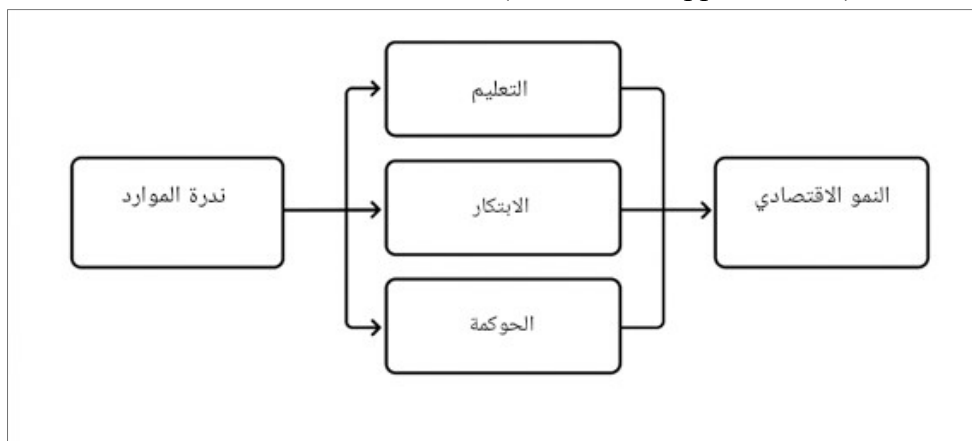 التعليم
ندرة الموارد
الابتكار
النمو الاقتصادي
الحوكمة